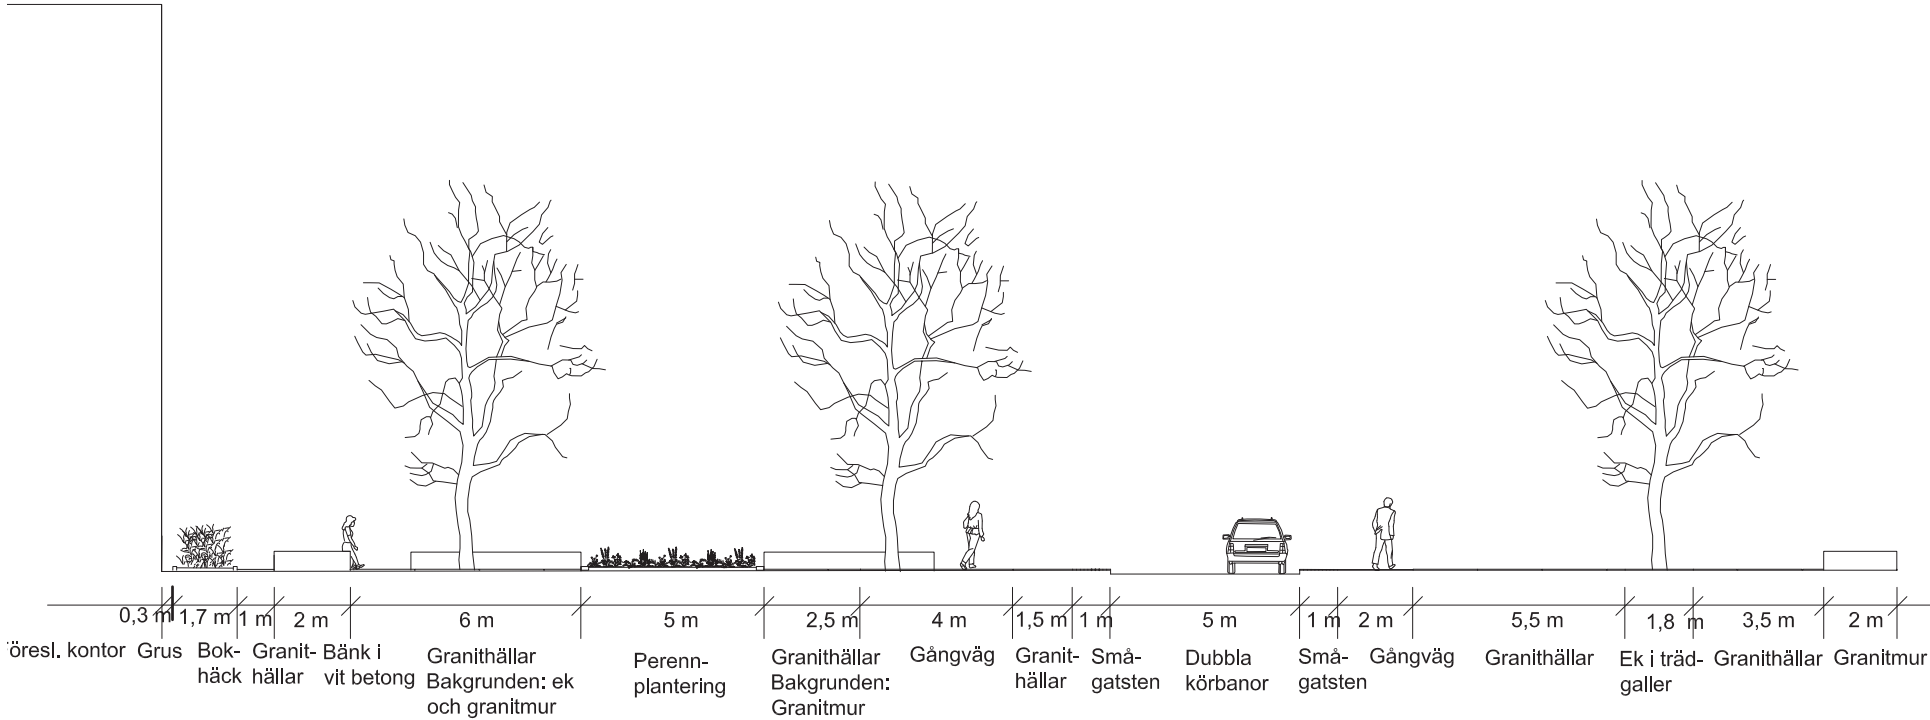 0,3 m 1,7 m 1 m 2 m 6 m 5 m 2,5 m 4 m 1,5 m 1 m 5 m 1 m 2 m 5,5 m 1,8 m 3,5 m 2 m
öresl. kontor
Grus
Bok-
häck
Granit-
hällar
Bänk i
vit betong
Granithällar
Bakgrunden: ek
och granitmur
Perenn-
plantering
Granithällar
Bakgrunden:
Granitmur
Gångväg
Granit-
hällar
Små-
gatsten
Dubbla
körbanor
Små-
gatsten
Gångväg
Granithällar
Ek i träd-
galler
Granithällar
Granitmur